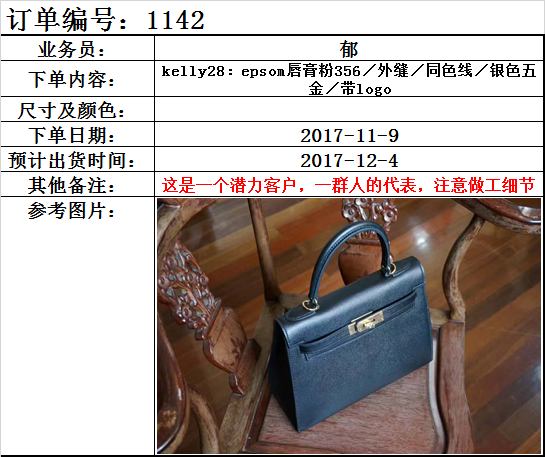 订单编号：1142
业务员：
郁
下单内容：
kelly28：epsom唇膏粉356／外缝／同色线／银色五
金／带logo
尺寸及颜色：
下单日期：
2017-11-9
预计出货时间：
2017-12-4
其他备注：
这是一个潜力客户，一群人的代表，注意做工细节
参考图片：